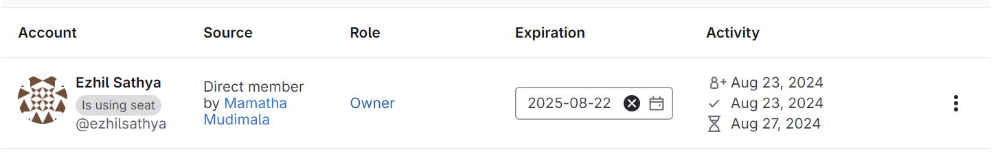 Account Source Role Expiration Activity
Ezhil Sathya
Is using seat
@ezhilsathya
Direct member
by Mamatha
Mudimala
Owner
2025-08-22
Aug 23, 2024
Aug 23, 2024
Aug 27, 2024